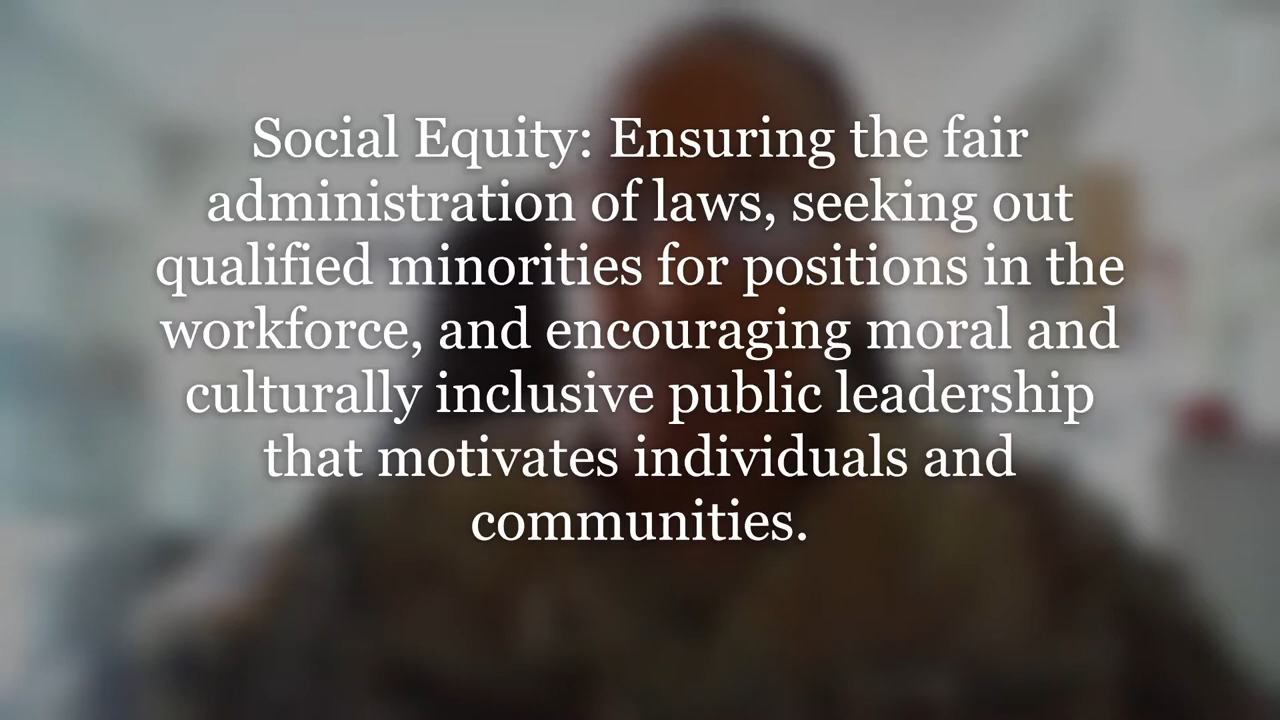 Social Equity: Ensuring the fair
administration of laws, seeking out
qualified minorities for positions in the
workforce, and encouraging moral and
culturally inclusive public leadership
that motivates individuals and
communities.